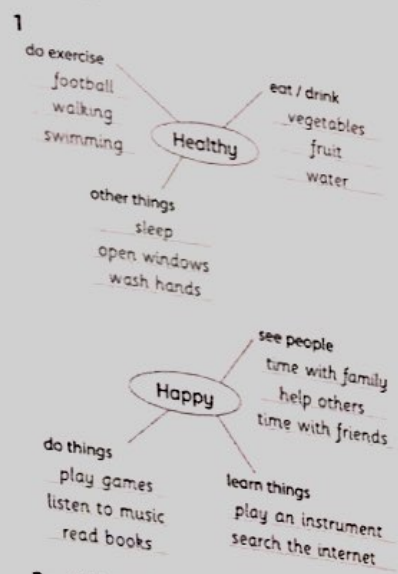 1
do exercise
football
walking
swimming
eat / drink
vegetables
fruit
water
Healthy
other things
sleep
open windows
wash hands
see people
time with family
help others
time with friends
Happy
do things
play games
listen to music
read books
learn things
play an instrument
search the internet